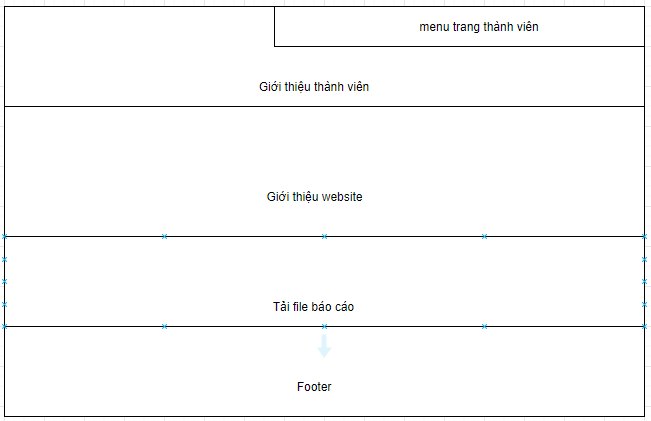 menu trang thành viên
Giới thiệu thành viên
Giới thiệu website
Tải file báo cáo
Footer